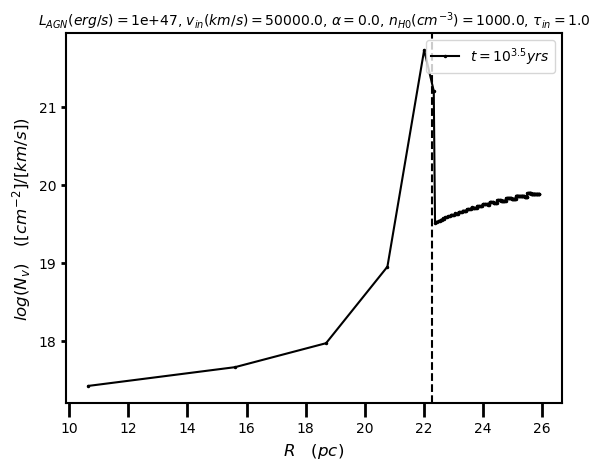 L_AGN(erg/s) = 1e+47, v_in(km/s) = 50000.0, α = 0.0, n_H0(cm^−3) = 1000.0, τ_in = 1.0
t = 10^3.5 yrs
21
20
19
18
log(N_v) ([cm^−2]/[km/s])
10 12 14 16 18 20 22 24 26
R (pc)